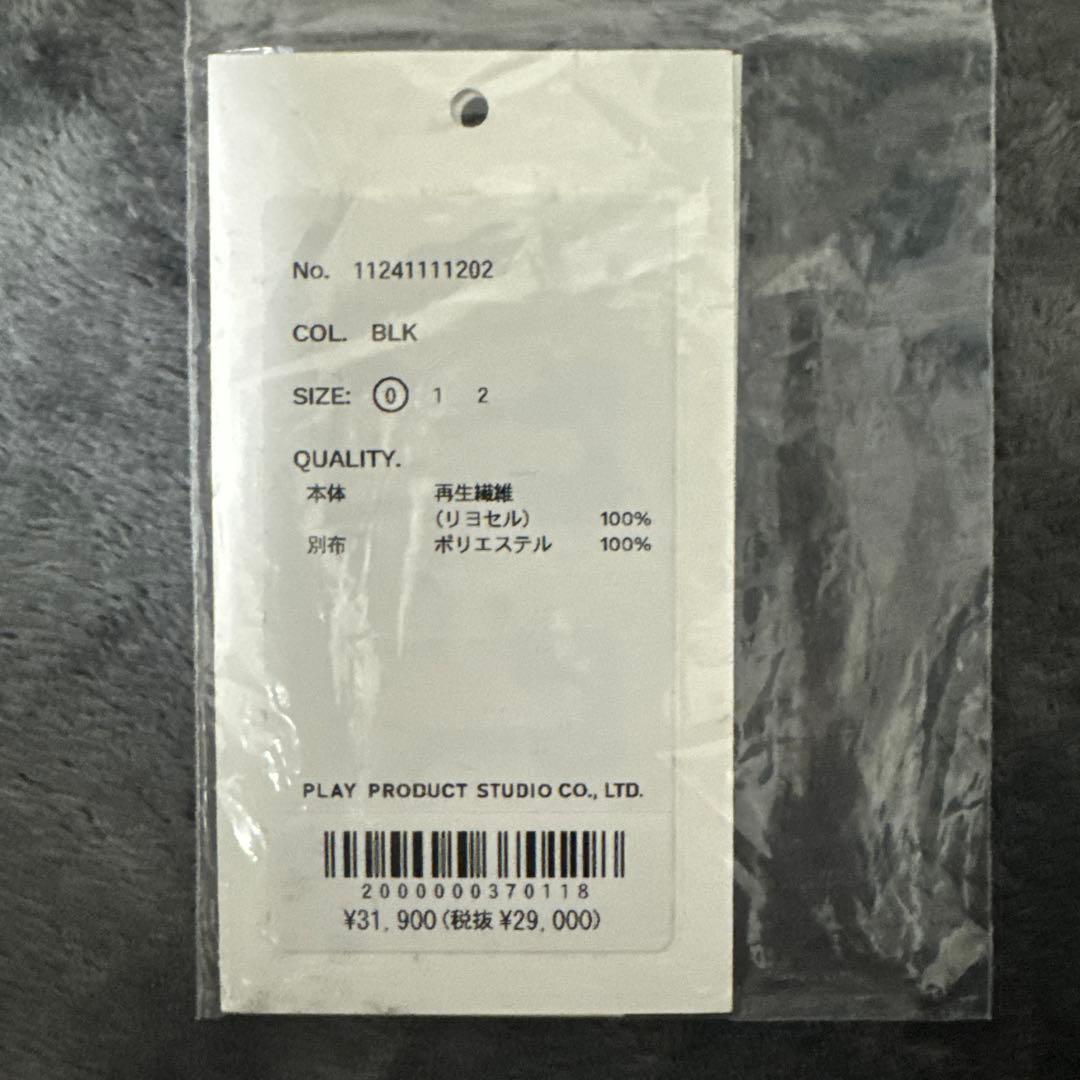 No. 11241111202
COL. BLK
SIZE: 0 1 2
QUALITY.
本体 再生繊維
(リヨセル) 100%
別布 ポリエステル 100%
PLAY PRODUCT STUDIO CO., LTD.
2000000370118
¥31,900(税抜 ¥29,000)